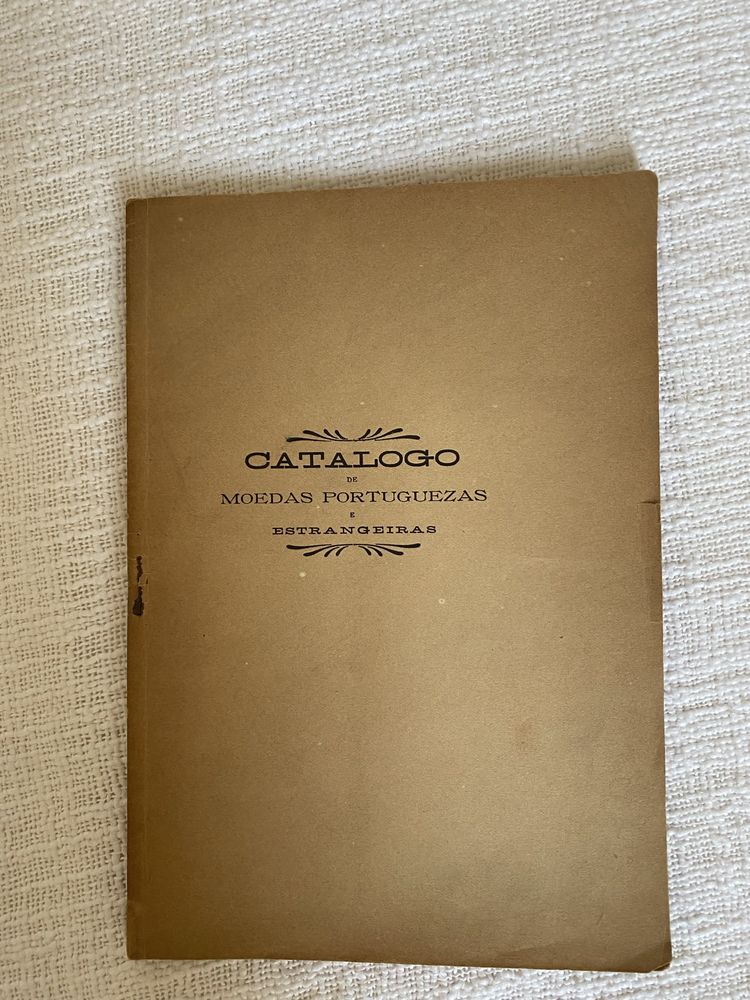 CATALOGO
DE
MOEDAS PORTUGUEZAS
E
ESTRANGEIRAS